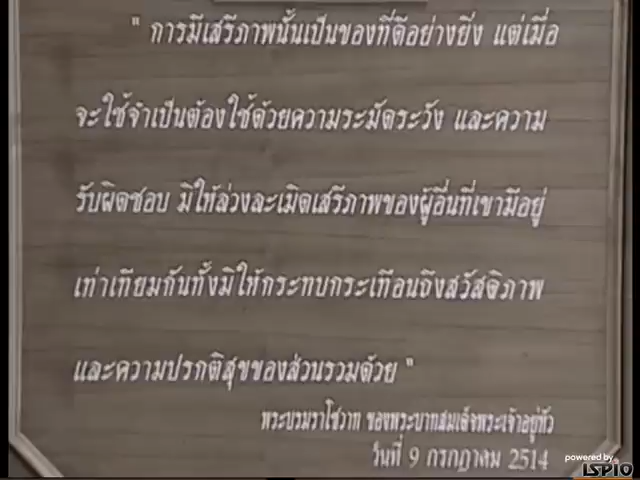 " การมีเสรีภาพนั้นเป็นของที่ดีอย่างยิ่ง แต่เมื่อ
จะใช้จำเป็นต้องใช้ด้วยความระมัดระวัง และความ
รับผิดชอบ มิให้ล่วงละเมิดเสรีภาพของผู้อื่นที่เขามีอยู่
เท่าเทียมกันทั้งมิให้กระทบกระเทือนถึงสวัสดิภาพ
และความปรกติสุขของส่วนรวมด้วย "
พระบรมราโชวาท ของพระบาทสมเด็จพระเจ้าอยู่หัว
วันที่ 9 กรกฎาคม 2514
powered by
LSPIO